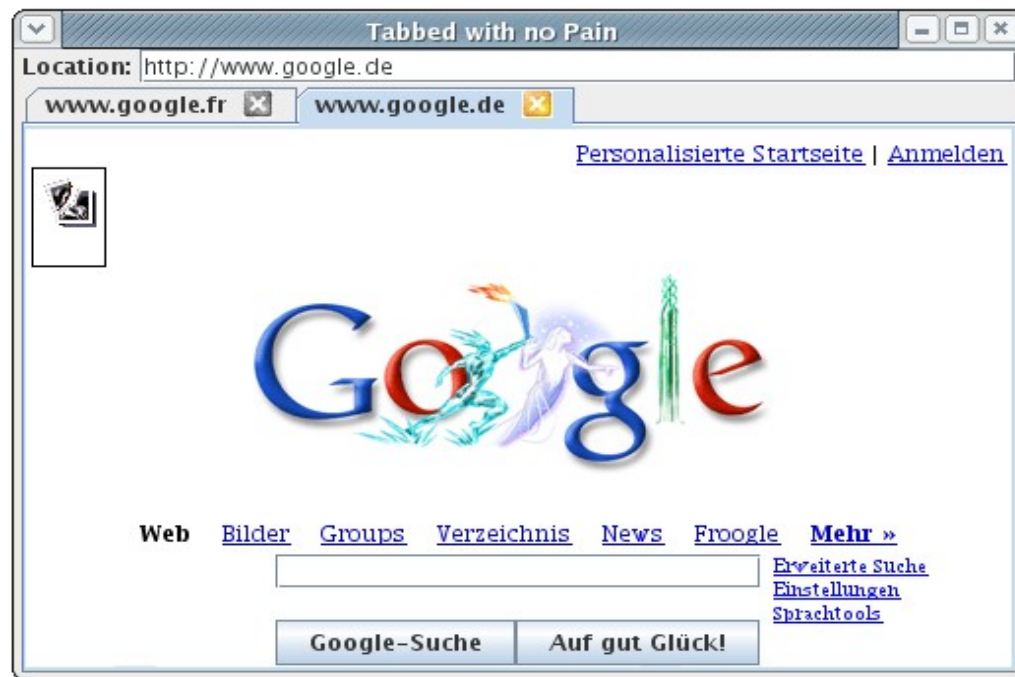 Tabbed with no Pain
Location: http://www.google.de
www.google.fr www.google.de
Personalisierte Startseite | Anmelden
Google
Web Bilder Groups Verzeichnis News Froogle Mehr »
Erweiterte Suche
Einstellungen
Sprachtools
Google-Suche Auf gut Glück!